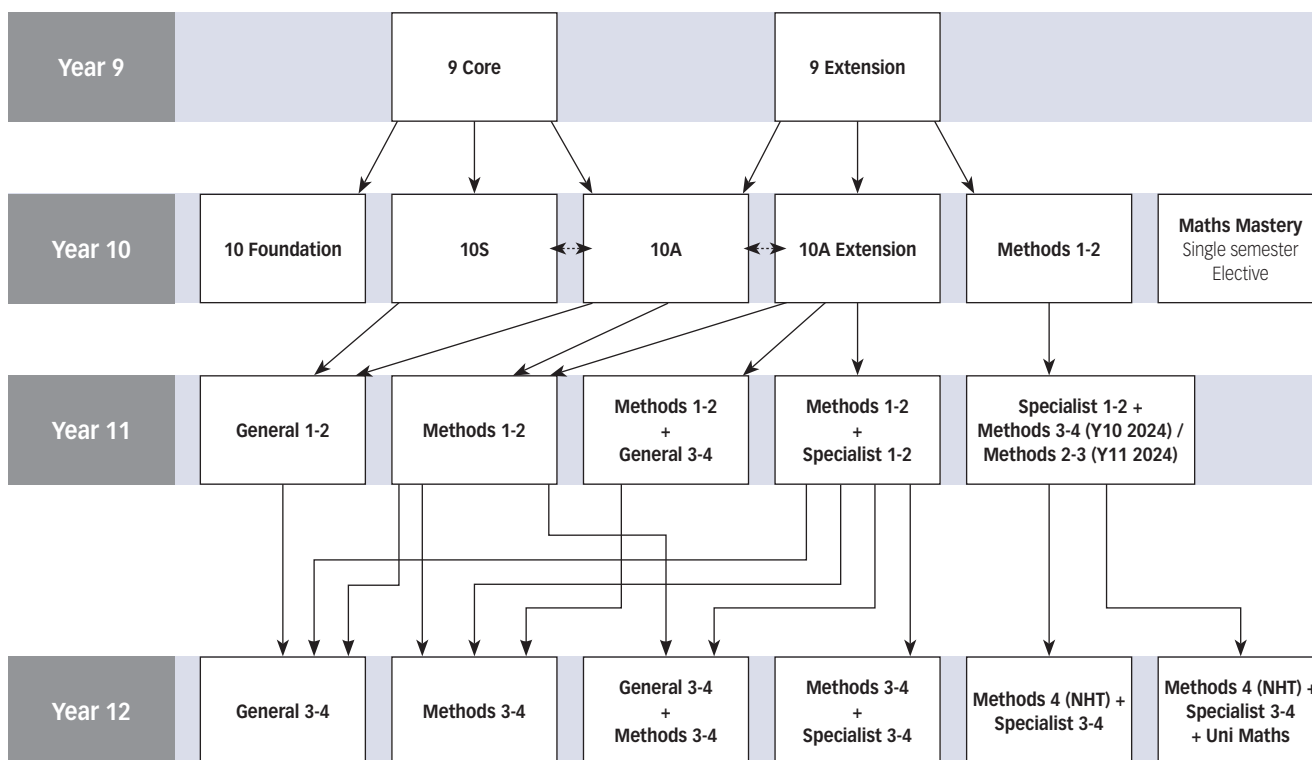 Year 9
9 Core
9 Extension
Year 10
10 Foundation
10S
10A
10A Extension
Methods 1-2
Maths Mastery
Single semester
Elective
Year 11
General 1-2
Methods 1-2
Methods 1-2
+
General 3-4
Methods 1-2
+
Specialist 1-2
Specialist 1-2 +
Methods 3-4 (Y10 2024) /
Methods 2-3 (Y11 2024)
Year 12
General 3-4
Methods 3-4
General 3-4
+
Methods 3-4
Methods 3-4
+
Specialist 3-4
Methods 4 (NHT) +
Specialist 3-4
Methods 4 (NHT) +
Specialist 3-4
+ Uni Maths